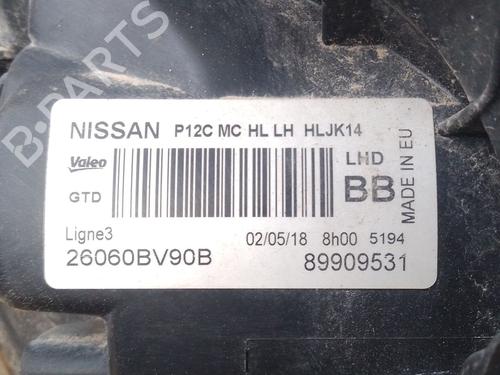 B-PARTS
NISSAN P12C MC HL LH HLJK14
Valeo
LHD
GTD
BB
MADE IN EU
Ligne3 02/05/18 8h00 5194
26060BV90B 89909531